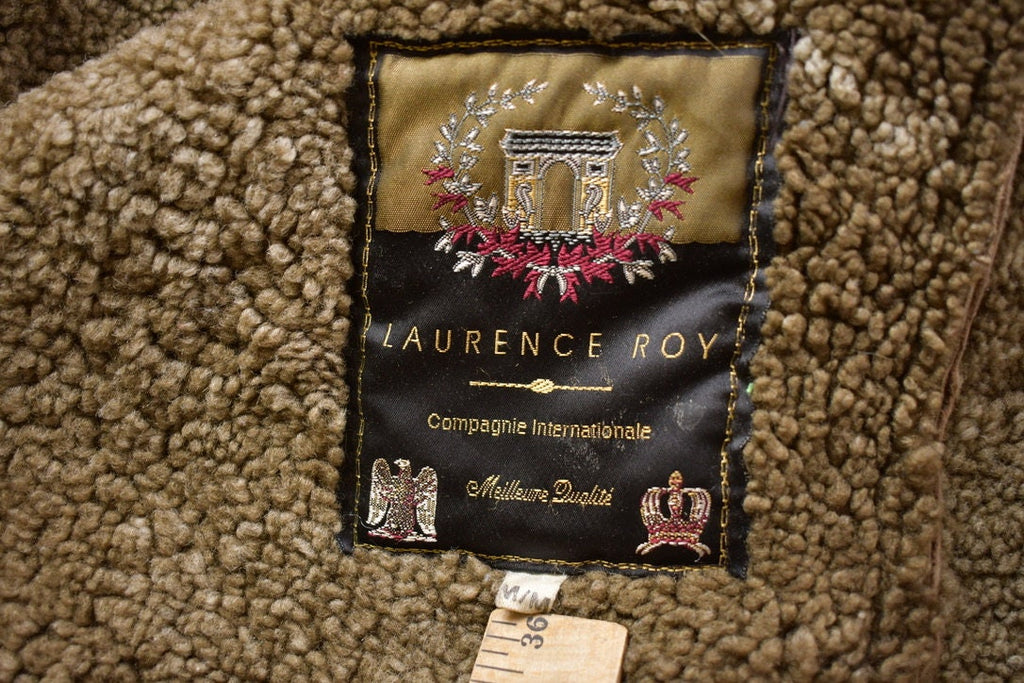 LAURENCE ROY
Compagnie Internationale
Meilleure Qualité
M/M
36